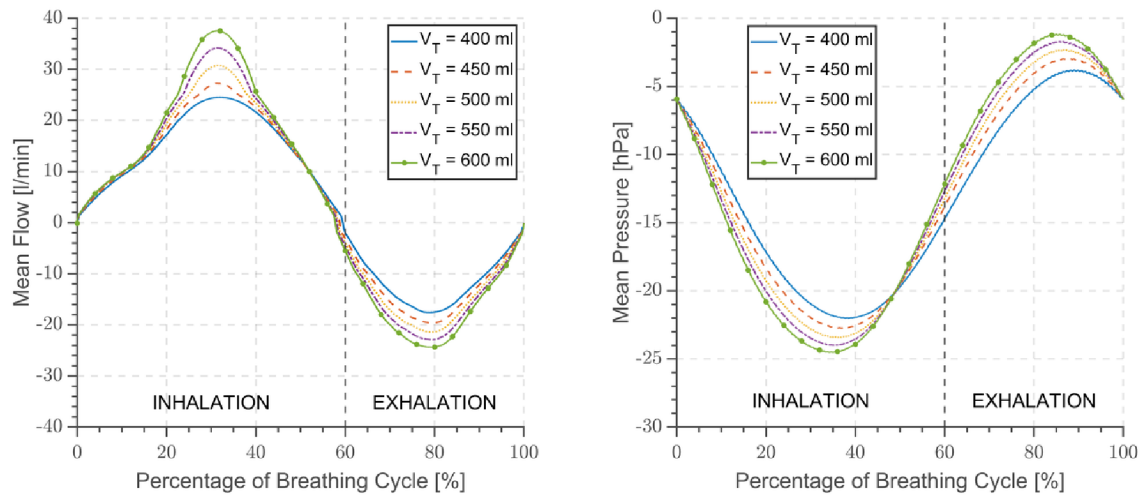 40
30
20
10
0
-10
-20
-30
-40
Mean Flow [l/min]
V_T = 400 ml
V_T = 450 ml
V_T = 500 ml
V_T = 550 ml
V_T = 600 ml
INHALATION
EXHALATION
0
20
40
60
80
100
Percentage of Breathing Cycle [%]
-0
-5
-10
-15
-20
-25
-30
Mean Pressure [hPa]
V_T = 400 ml
V_T = 450 ml
V_T = 500 ml
V_T = 550 ml
V_T = 600 ml
INHALATION
EXHALATION
0
20
40
60
80
100
Percentage of Breathing Cycle [%]